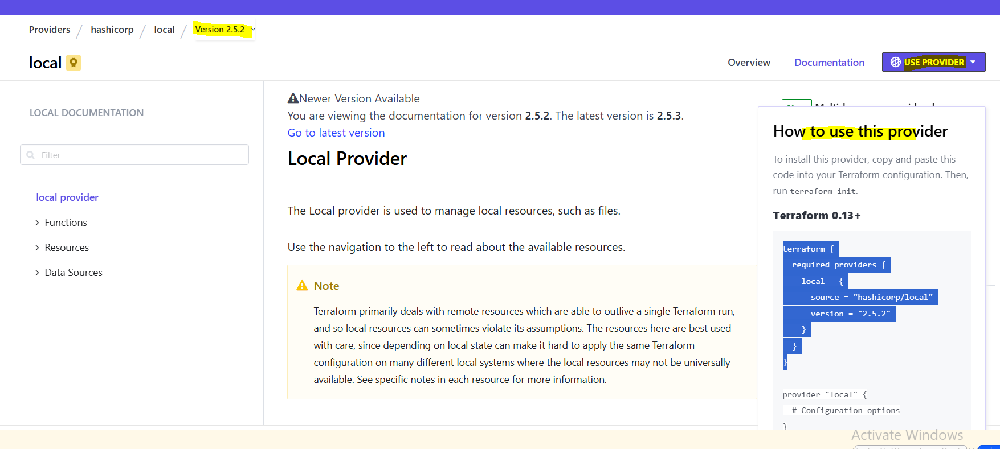 Providers / hashicorp / local / Version 2.5.2
local
Overview
Documentation
USE PROVIDER
LOCAL DOCUMENTATION
Filter
local provider
Functions
Resources
Data Sources
Newer Version Available
You are viewing the documentation for version 2.5.2. The latest version is 2.5.3.
Go to latest version
Local Provider
The Local provider is used to manage local resources, such as files.
Use the navigation to the left to read about the available resources.
Note
Terraform primarily deals with remote resources which are able to outlive a single Terraform run,
and so local resources can sometimes violate its assumptions. The resources here are best used
with care, since depending on local state can make it hard to apply the same Terraform
configuration on many different local systems where the local resources may not be universally
available. See specific notes in each resource for more information.
How to use this provider
To install this provider, copy and paste this
code into your Terraform configuration. Then,
run terraform init.
Terraform 0.13+
terraform {
  required_providers {
    local = {
      source = "hashicorp/local"
      version = "2.5.2"
    }
  }
}
provider "local" {
  # Configuration options
}
Activate Windows